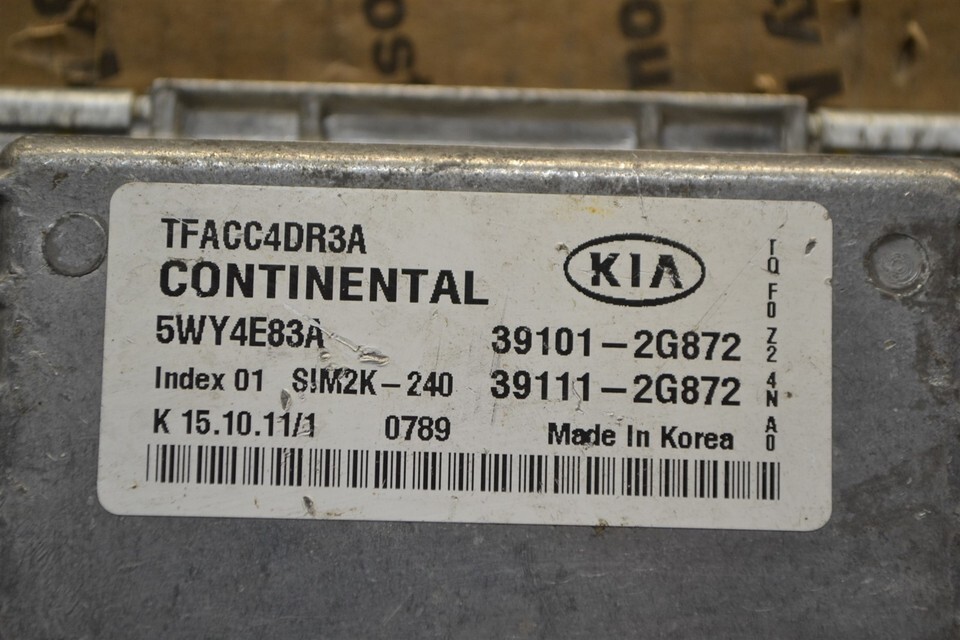 TFACC4DR3A
CONTINENTAL
KIA
5WY4E83A
39101-2G872
Index 01 SIM2K-240
39111-2G872
K 15.10.11/1 0789
Made In Korea
TQ F0 Z2 4N A0